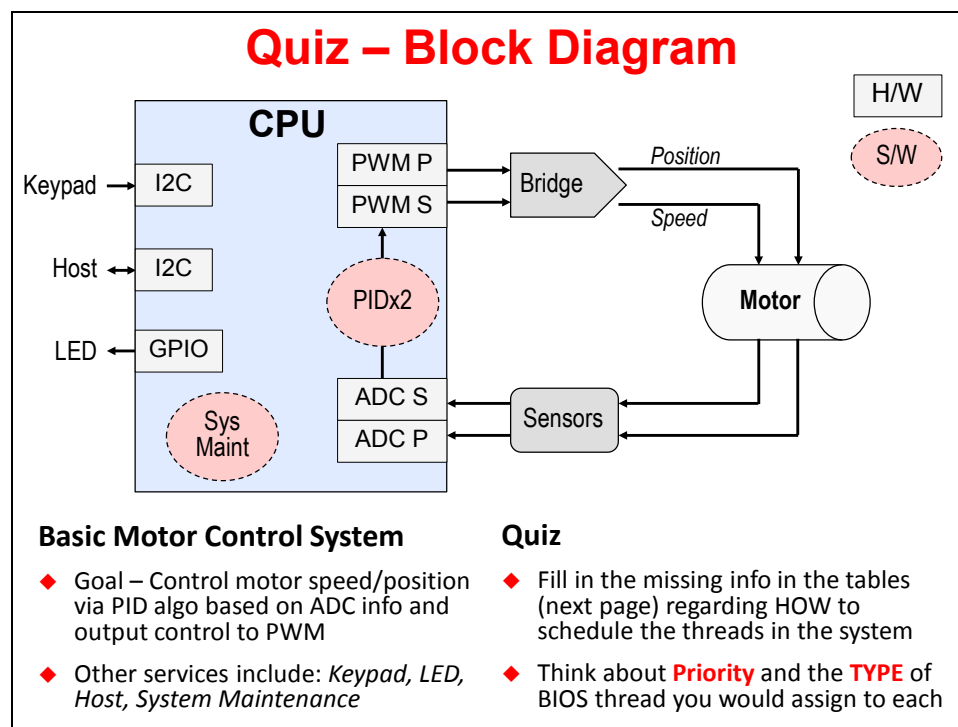 Quiz – Block Diagram
H/W
S/W
CPU
Keypad
I2C
Host
I2C
LED
GPIO
Sys
Maint
PWM P
PWM S
PIDx2
ADC S
ADC P
Bridge
Position
Speed
Motor
Sensors
Basic Motor Control System
Goal – Control motor speed/position
via PID algo based on ADC info and
output control to PWM
Other services include: Keypad, LED,
Host, System Maintenance
Quiz
Fill in the missing info in the tables
(next page) regarding HOW to
schedule the threads in the system
Think about Priority and the TYPE of
BIOS thread you would assign to each